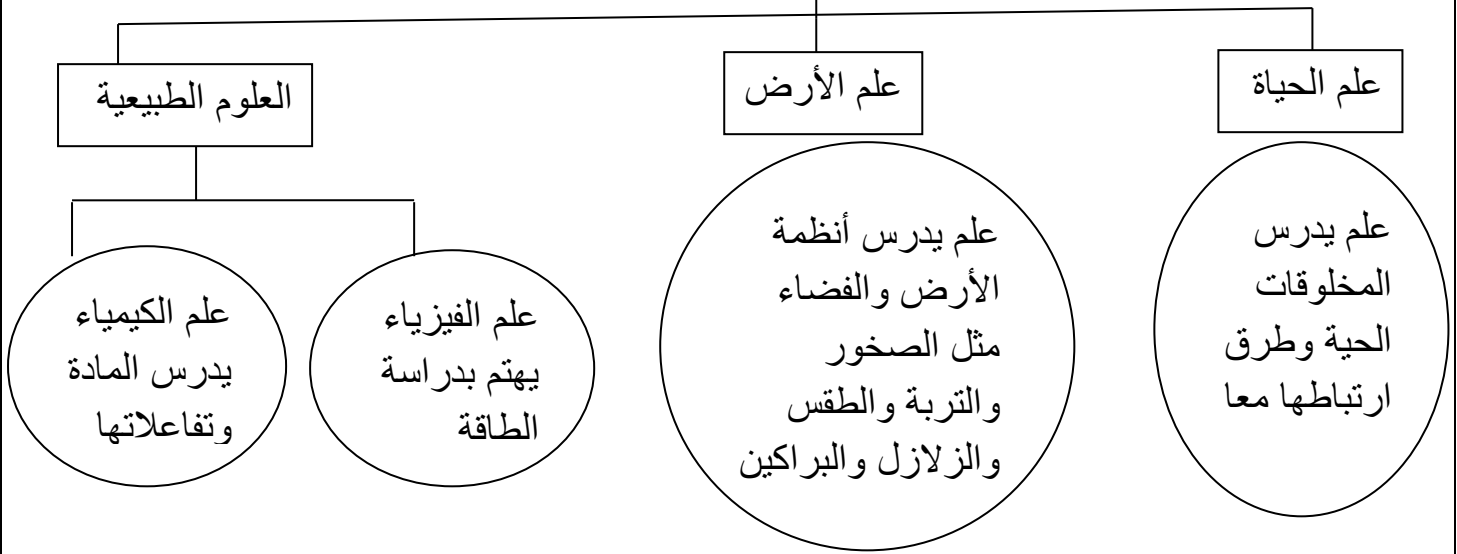 علم الحياة
علم الأرض
العلوم الطبيعية
علم يدرس
المخلوقات
الحية وطرق
ارتباطها معا
علم يدرس أنظمة
الأرض والفضاء
مثل الصخور
والتربة والطقس
والزلازل والبراكين
علم الفيزياء
يهتم بدراسة
الطاقة
علم الكيمياء
يدرس المادة
وتفاعلاتها